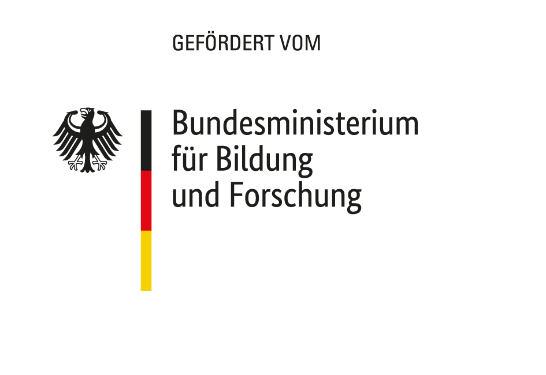 GEFÖRDERT VOM
Bundesministerium
für Bildung
und Forschung